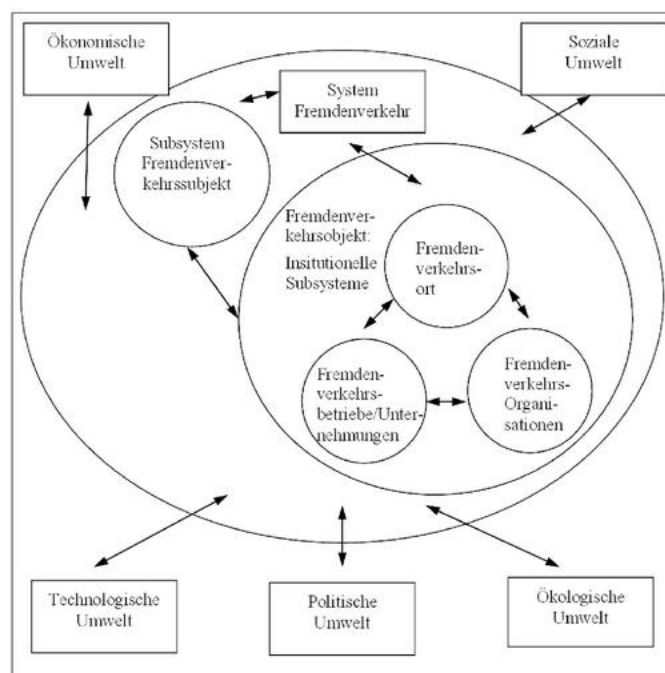 Ökonomische
Umwelt
Soziale
Umwelt
System
Fremdenverkehr
Subsystem
Fremdenver-
kehrssubjekt
Fremdenver-
kehrsobjekt:
Insitutionelle
Subsysteme
Fremden-
verkehrs-
ort
Fremden-
verkehrs-
betriebe/Unter-
nehmungen
Fremden-
verkehrs-
Organi-
sationen
Technologische
Umwelt
Politische
Umwelt
Ökologische
Umwelt